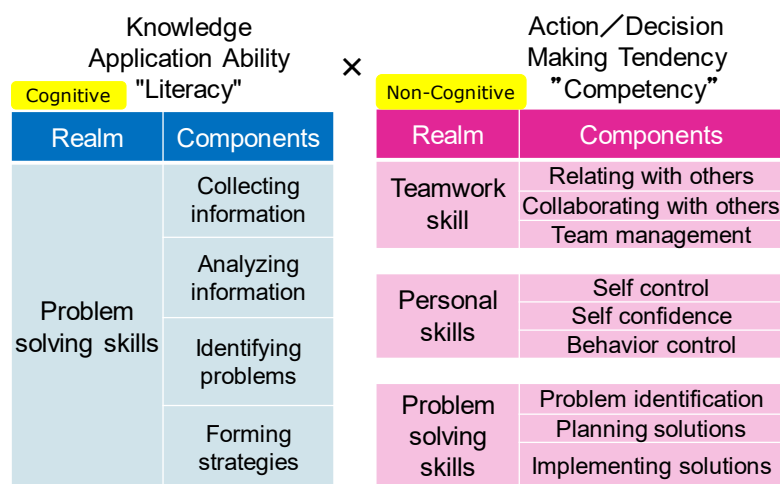 Knowledge
Application Ability
"Literacy"
Cognitive
Realm
Components
Problem
solving skills
Collecting
information
Analyzing
information
Identifying
problems
Forming
strategies
×
Action／Decision
Making Tendency
”Competency”
Non-Cognitive
Realm
Components
Teamwork
skill
Relating with others
Collaborating with others
Team management
Personal
skills
Self control
Self confidence
Behavior control
Problem
solving
skills
Problem identification
Planning solutions
Implementing solutions